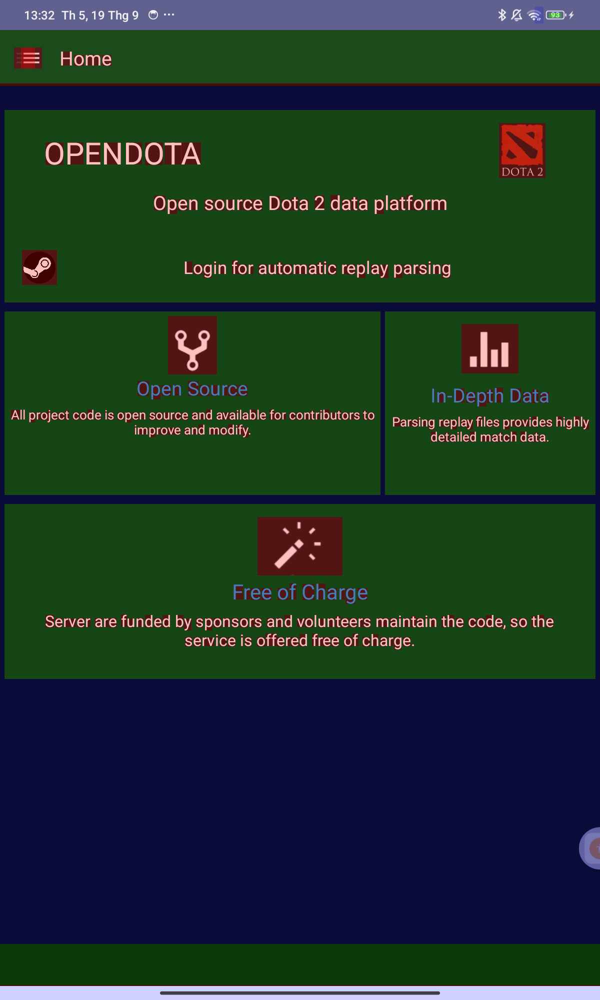 13:32 Th 5, 19 Thg 9 ...
93
Home
OPENDOTA
DOTA 2
Open source Dota 2 data platform
Login for automatic replay parsing
Open Source
All project code is open source and available for contributors to
improve and modify.
In-Depth Data
Parsing replay files provides highly
detailed match data.
Free of Charge
Server are funded by sponsors and volunteers maintain the code, so the
service is offered free of charge.